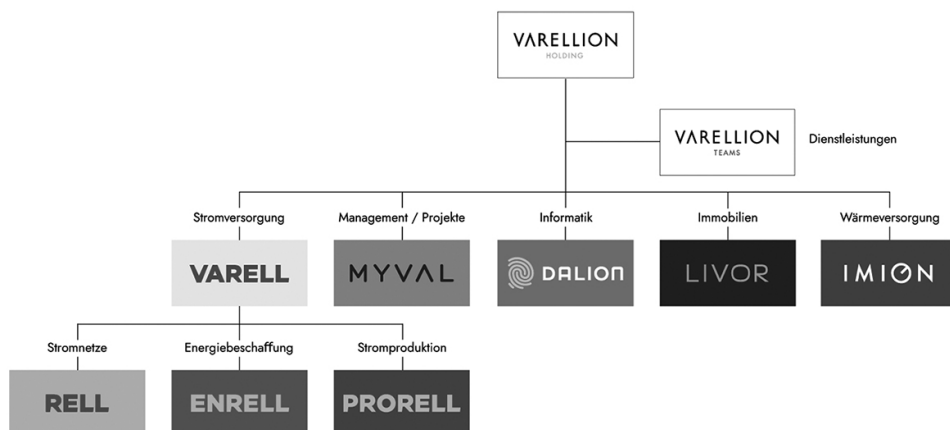 VARELLION
HOLDING
VARELLION
TEAMS
Dienstleistungen
Stromversorgung
Management / Projekte
Informatik
Immobilien
Wärmeversorgung
VARELL
MYVAL
DALION
LIVOR
IMION
Stromnetze
Energiebeschaffung
Stromproduktion
RELL
ENRELL
PRORELL